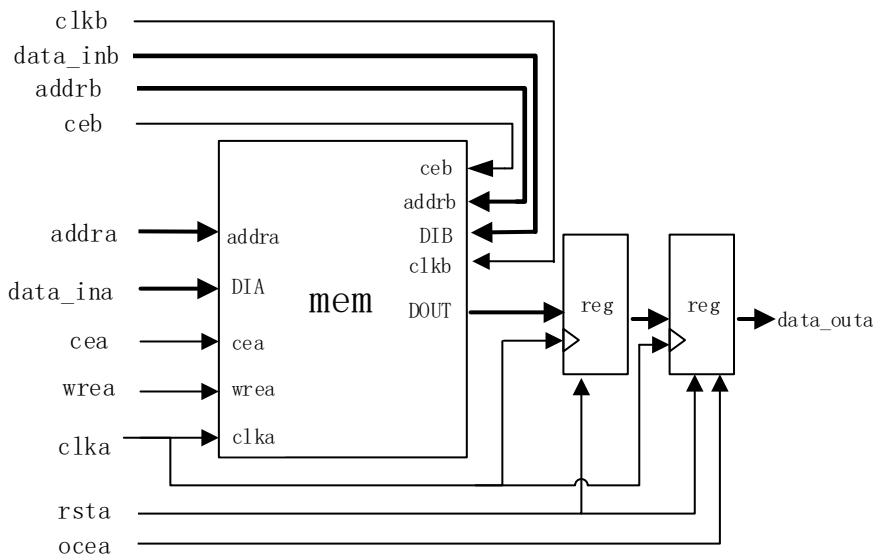 clkb
data_inb
addrb
ceb
addra
data_ina
cea
wrea
clka
rsta
ocea
ceb
addrb
DIB
clkb
DOUT
addra
DIA
cea
wrea
clka
mem
reg
reg
data_outa